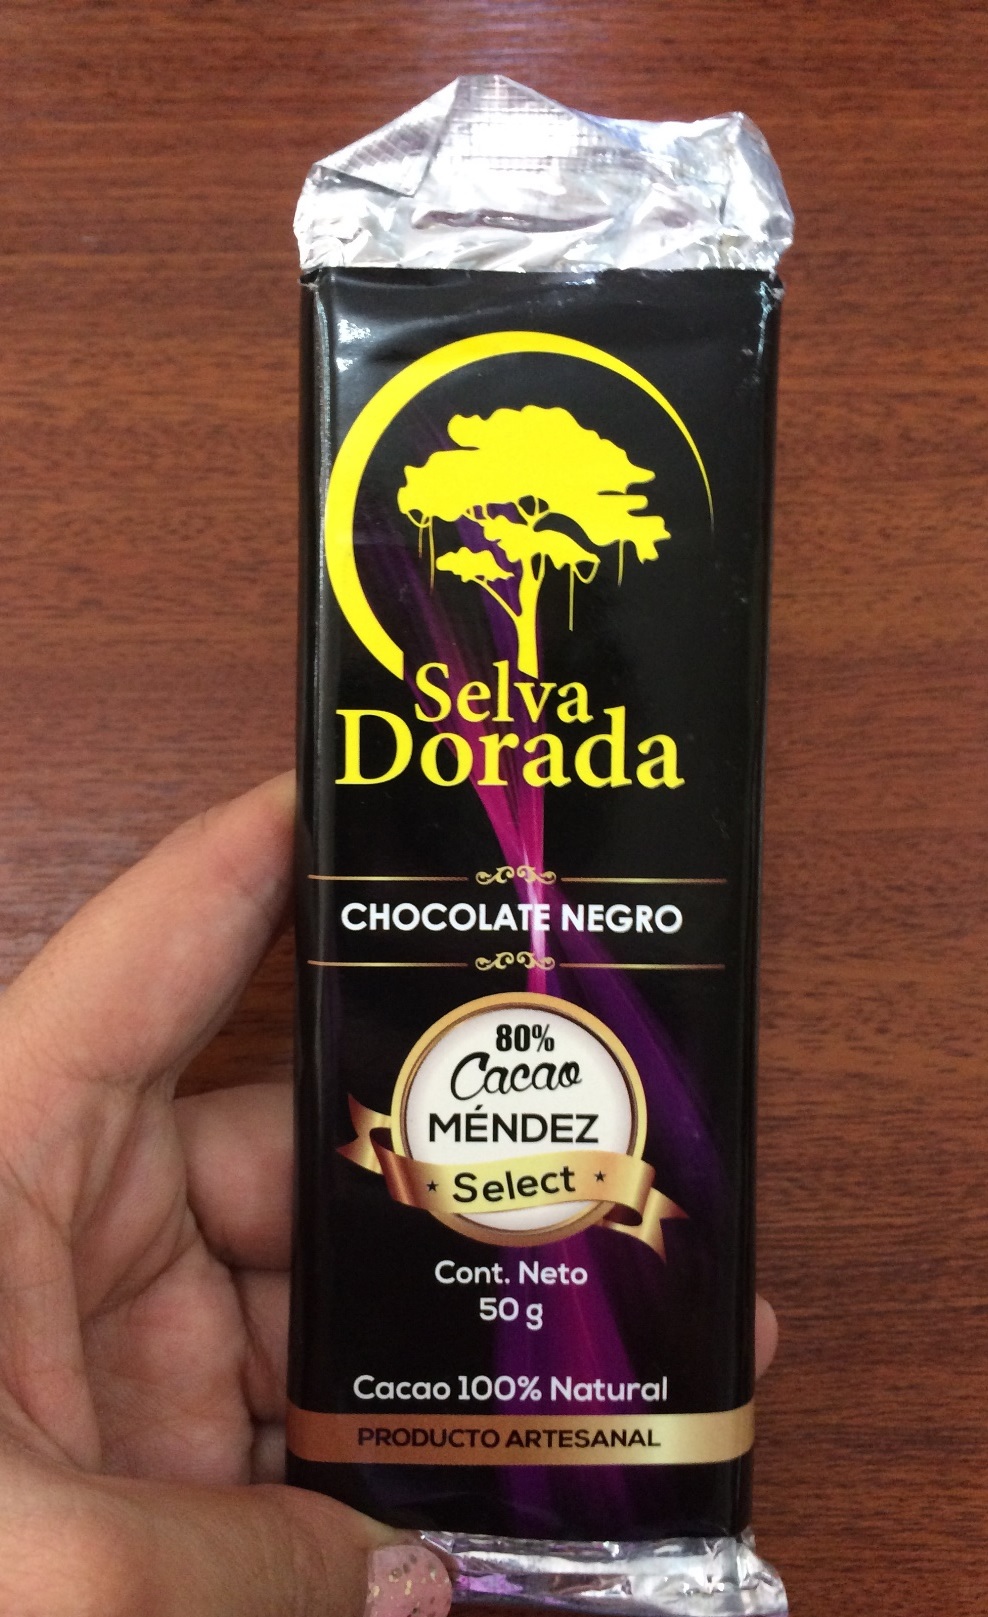 Selva
Dorada
CHOCOLATE NEGRO
80%
Cacao
MÉNDEZ
Select
Cont. Neto
50 g
Cacao 100% Natural
PRODUCTO ARTESANAL